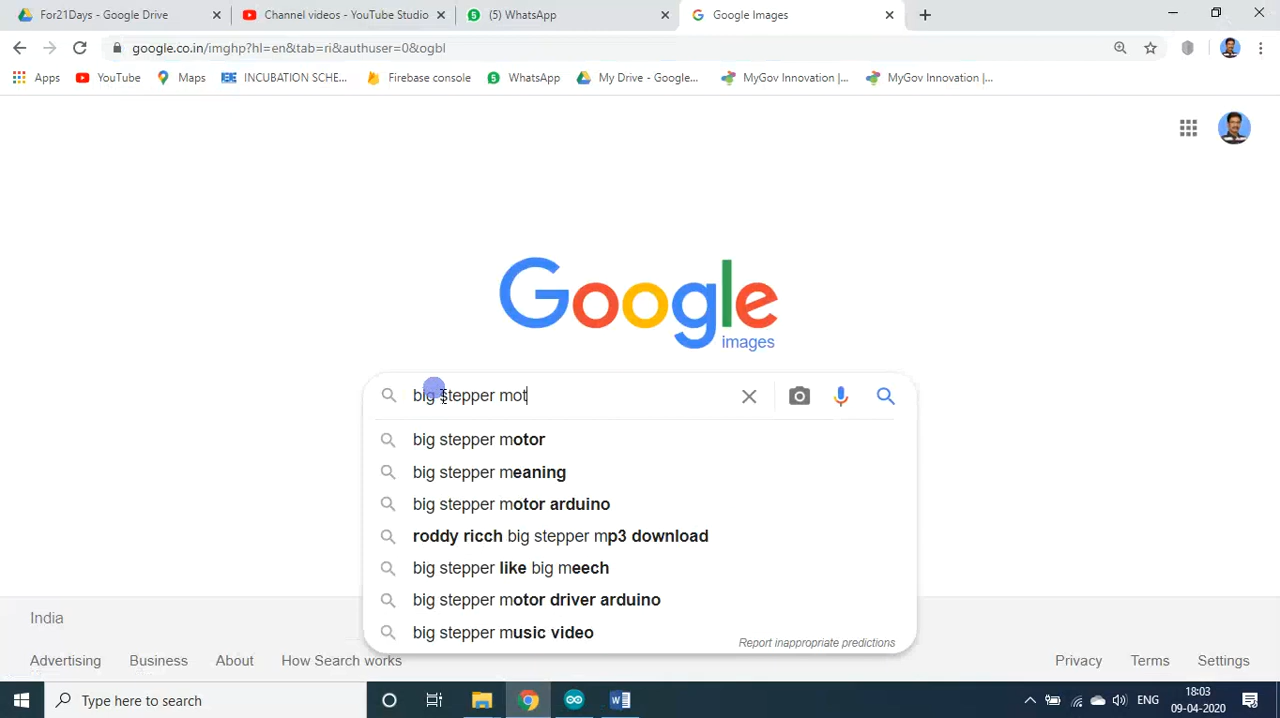 For21Days - Google Drive
Channel videos - YouTube Studio
(5) WhatsApp
Google Images
google.co.in/imghp?hl=en&tab=ri&authuser=0&ogbl
Apps
YouTube
Maps
INCUBATION SCHE...
Firebase console
WhatsApp
My Drive - Google...
MyGov Innovation |...
MyGov Innovation |...
Google
images
big stepper mot
big stepper motor
big stepper meaning
big stepper motor arduino
roddy ricch big stepper mp3 download
big stepper like big meech
big stepper motor driver arduino
big stepper music video
Report inappropriate predictions
India
Advertising
Business
About
How Search works
Privacy
Terms
Settings
Type here to search
ENG
18:03
09-04-2020